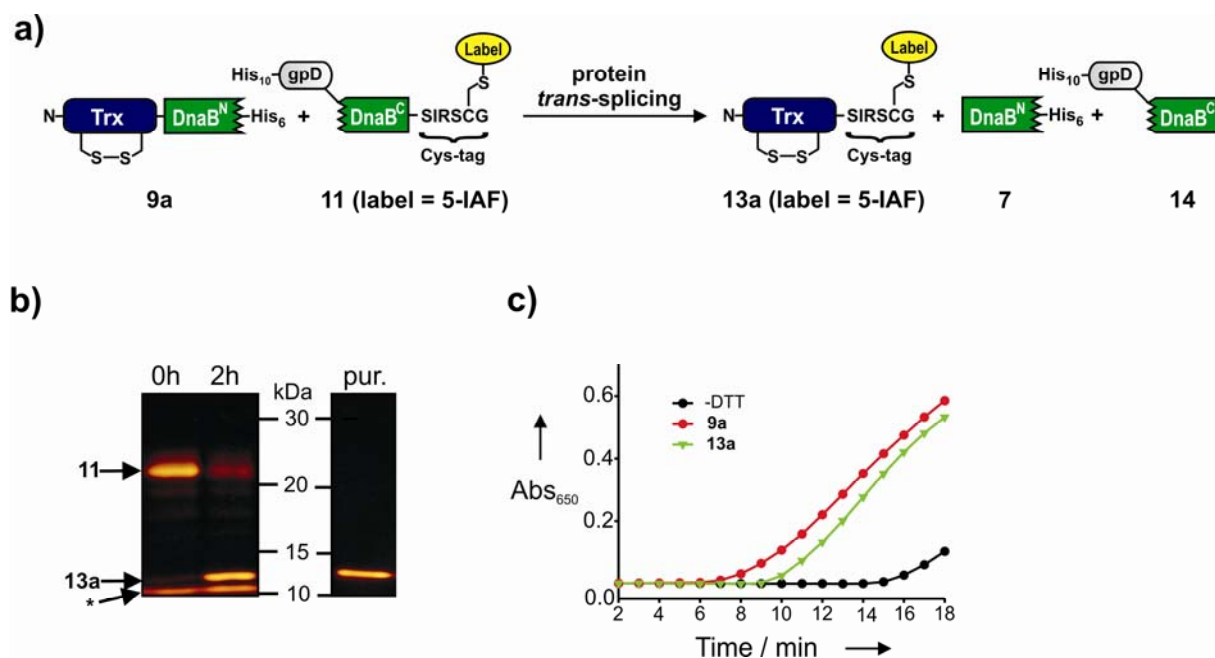 a)
Label
Label
His10 gpD
protein
trans-splicing
His10 gpD
N Trx DnaBN His6 + DnaBC SIRSCG
N Trx SIRSCG + DnaBN His6 + DnaBC
S
S
S–S
Cys-tag
S–S
Cys-tag
9a
11 (label = 5-IAF)
13a (label = 5-IAF)
7
14
b)
0h 2h
kDa
pur.
30
11
20
15
13a
*
10
c)
0.6
-DTT
9a
13a
0.4
Abs650
0.2
0.0
2 4 6 8 10 12 14 16 18
Time / min